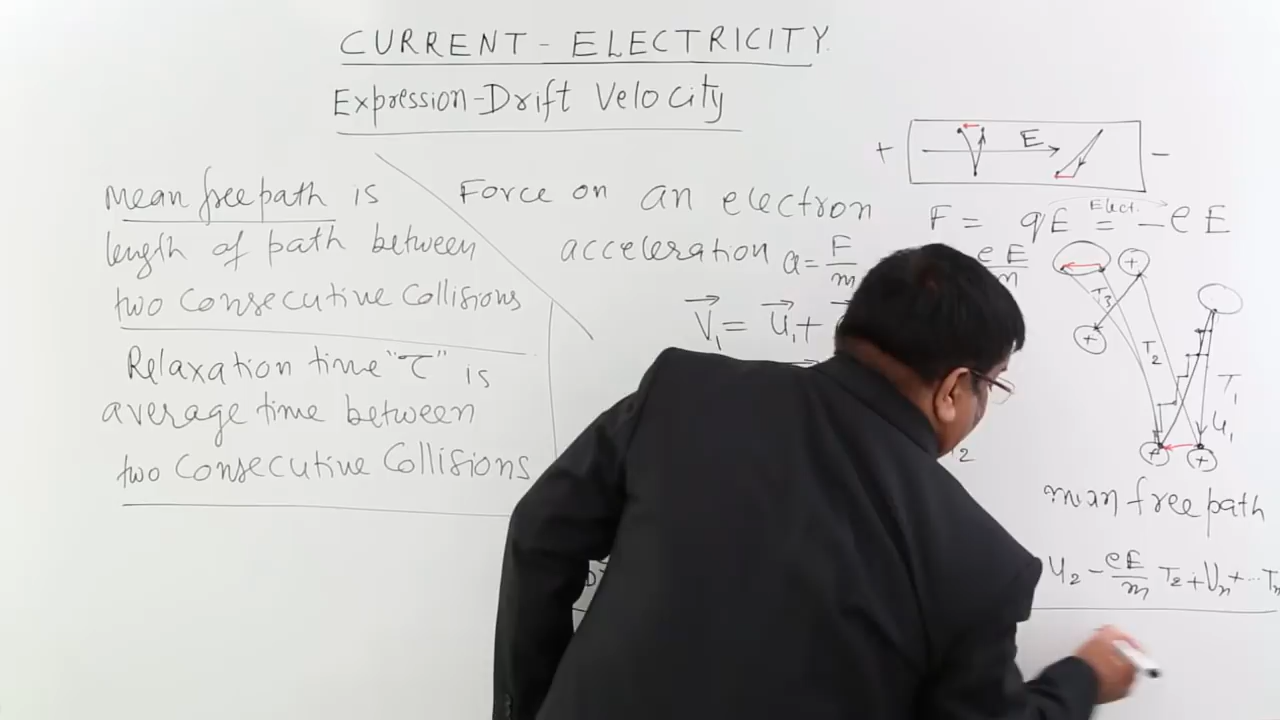 CURRENT - ELECTRICITY
Expression - Drift Velocity
mean free path is
length of path between
two Consecutive Collisions
Relaxation time "τ" is
average time between
two Consecutive Collisions
Force on an electron
acceleration a = F/m
V₁ = u₁ +
+ E -
F = qE = -eE
Elect.
eE/m
+
T₃
+
T₂
T₁
u₁
+ +
2
mean free path
u₂ - eE/m T₂ + Un + ... Tn